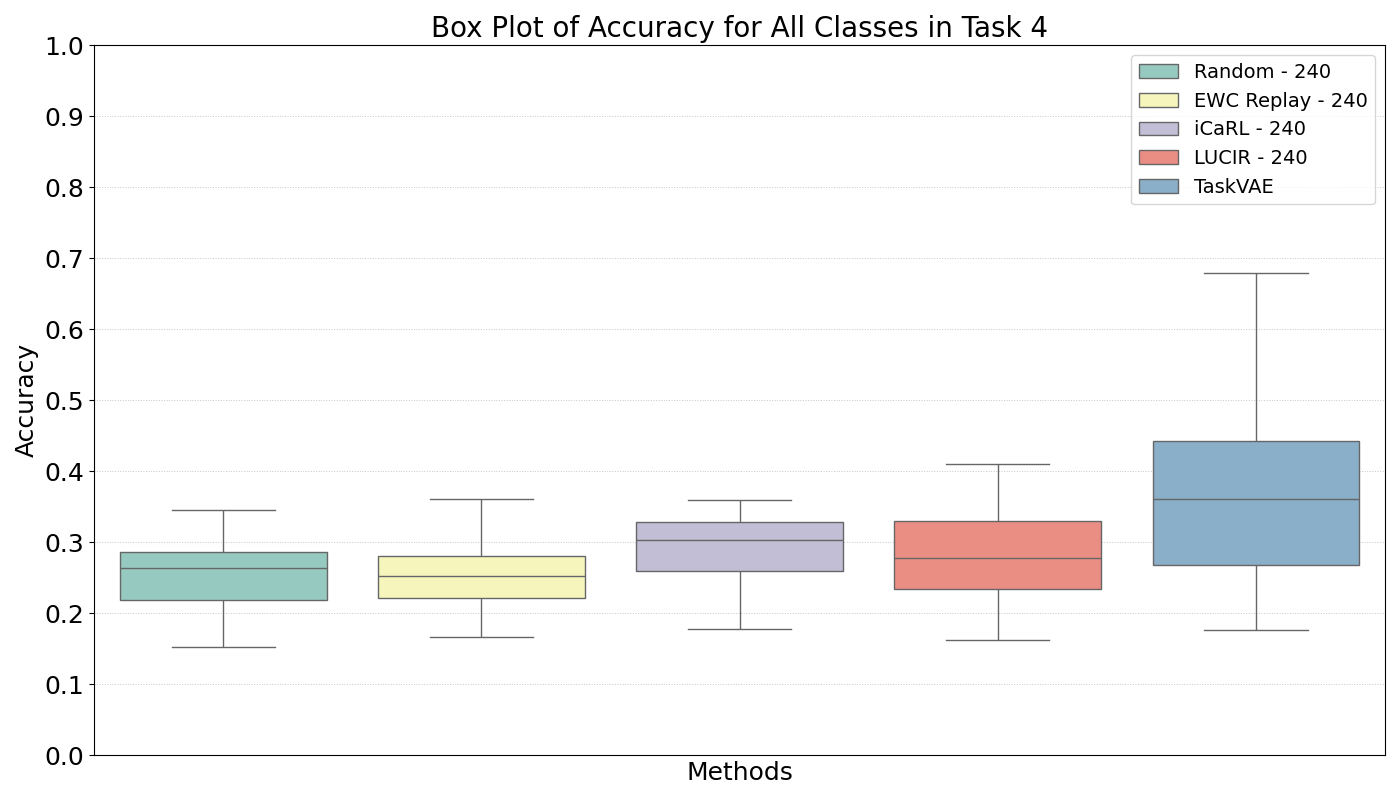 Box Plot of Accuracy for All Classes in Task 4
1.0
0.9
0.8
0.7
0.6
0.5
0.4
0.3
0.2
0.1
0.0
Accuracy
Methods
Random - 240
EWC Replay - 240
iCaRL - 240
LUCIR - 240
TaskVAE